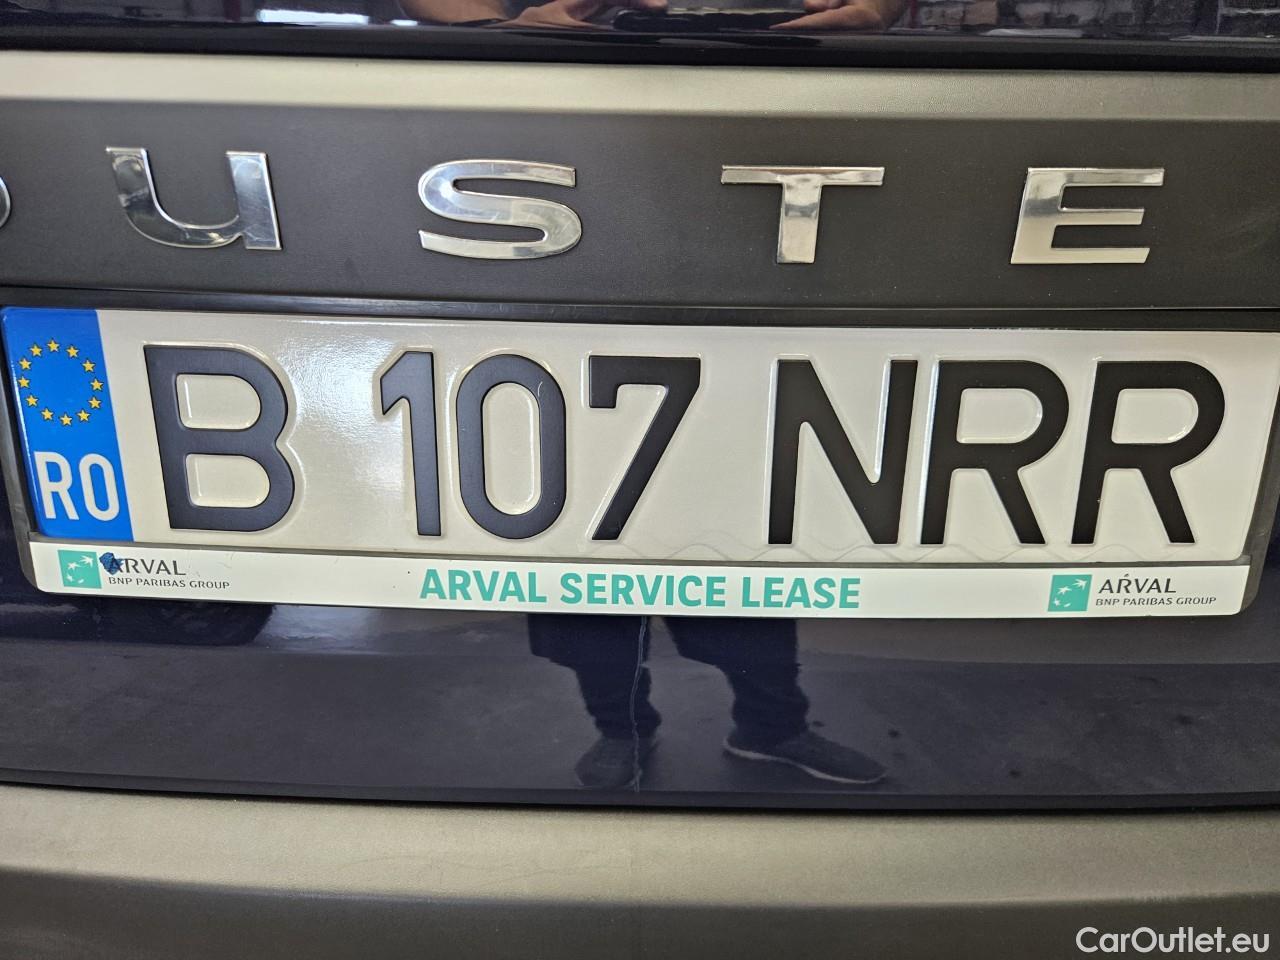 USTE
RO B 107 NRR
ARVAL
BNP PARIBAS GROUP
ARVAL SERVICE LEASE
ARVAL
BNP PARIBAS GROUP
CarOutlet.eu